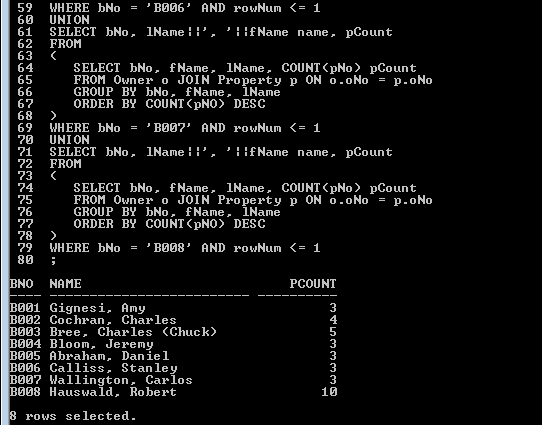 59 WHERE bNo = 'B006' AND rowNum <= 1
60 UNION
61 SELECT bNo, lName||', '||fName name, pCount
62 FROM
63 (
64 SELECT bNo, fName, lName, COUNT(pNo) pCount
65 FROM Owner o JOIN Property p ON o.oNo = p.oNo
66 GROUP BY bNo, fName, lName
67 ORDER BY COUNT(pNO) DESC
68 )
69 WHERE bNo = 'B007' AND rowNum <= 1
70 UNION
71 SELECT bNo, lName||', '||fName name, pCount
72 FROM
73 (
74 SELECT bNo, fName, lName, COUNT(pNo) pCount
75 FROM Owner o JOIN Property p ON o.oNo = p.oNo
76 GROUP BY bNo, fName, lName
77 ORDER BY COUNT(pNO) DESC
78 )
79 WHERE bNo = 'B008' AND rowNum <= 1
80 ;
BNO NAME PCOUNT
---- ------------------------- ----------
B001 Gignesi, Amy 3
B002 Cochran, Charles 4
B003 Bree, Charles (Chuck) 5
B004 Bloom, Jeremy 3
B005 Abraham, Daniel 3
B006 Calliss, Stanley 3
B007 Wallington, Carlos 3
B008 Hauswald, Robert 10
8 rows selected.